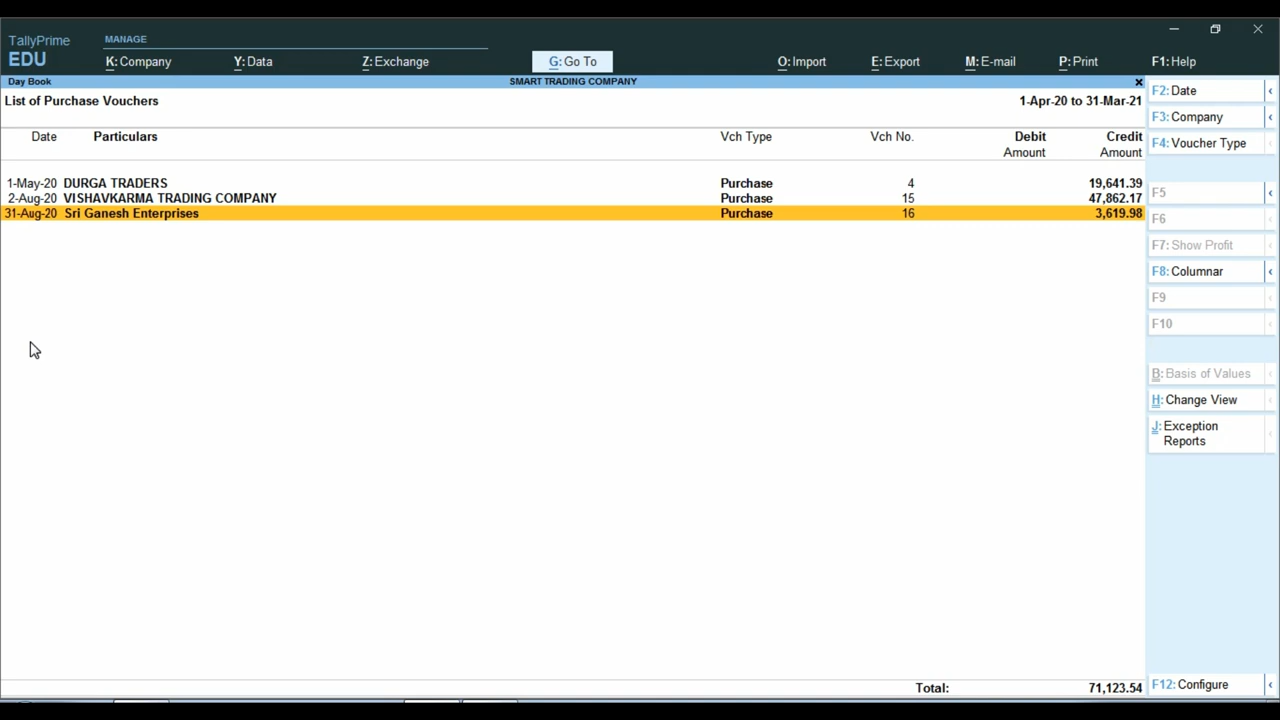 TallyPrime
EDU
MANAGE
K: Company Y: Data Z: Exchange G: Go To O: Import E: Export M: E-mail P: Print F1: Help
Day Book SMART TRADING COMPANY
List of Purchase Vouchers 1-Apr-20 to 31-Mar-21
Date Particulars Vch Type Vch No. Debit Credit
Amount Amount
1-May-20 DURGA TRADERS Purchase 4 19,641.39
2-Aug-20 VISHAVKARMA TRADING COMPANY Purchase 15 47,862.17
31-Aug-20 Sri Ganesh Enterprises Purchase 16 3,619.98
Total: 71,123.54
F2: Date
F3: Company
F4: Voucher Type
F5
F6
F7: Show Profit
F8: Columnar
F9
F10
B: Basis of Values
H: Change View
J: Exception
Reports
F12: Configure